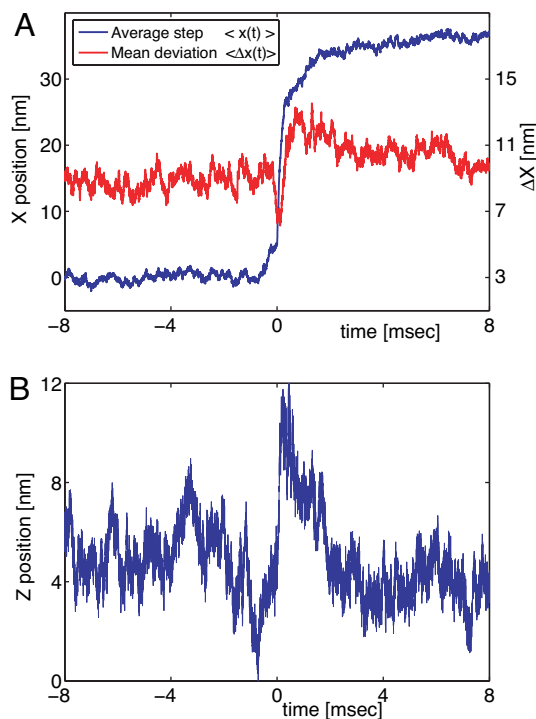 A
Average step < x(t) >
Mean deviation <Δx(t)>
X position [nm]
30
20
10
0
15
11
7
3
ΔX [nm]
−8
−4
0
4
8
time [msec]
B
Z position [nm]
12
8
4
0
−8
−4
0
4
8
time [msec]